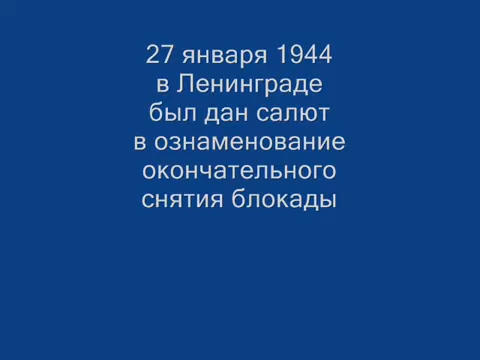 27 января 1944
в Ленинграде
был дан салют
в ознаменование
окончательного
снятия блокады